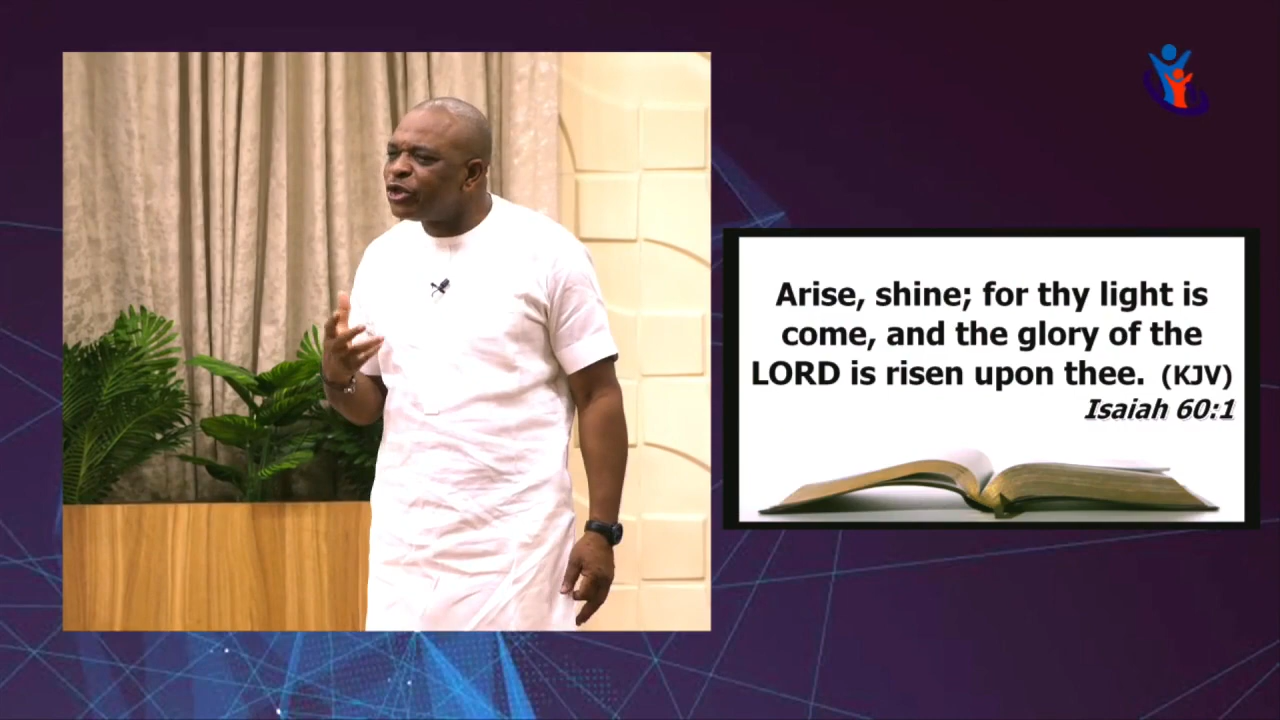 Arise, shine; for thy light is
come, and the glory of the
LORD is risen upon thee. (KJV)
Isaiah 60:1